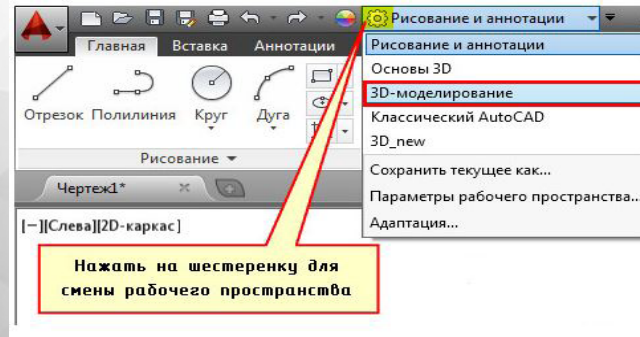 Рисование и аннотации
Главная Вставка Аннотации
Рисование и аннотации
Основы 3D
3D-моделирование
Классический AutoCAD
3D_new
Сохранить текущее как...
Параметры рабочего пространства...
Адаптация...
Отрезок Полилиния Круг Дуга
Рисование
Чертеж1*
[−][Слева][2D-каркас]
Нажать на шестеренку для
смены рабочего пространства